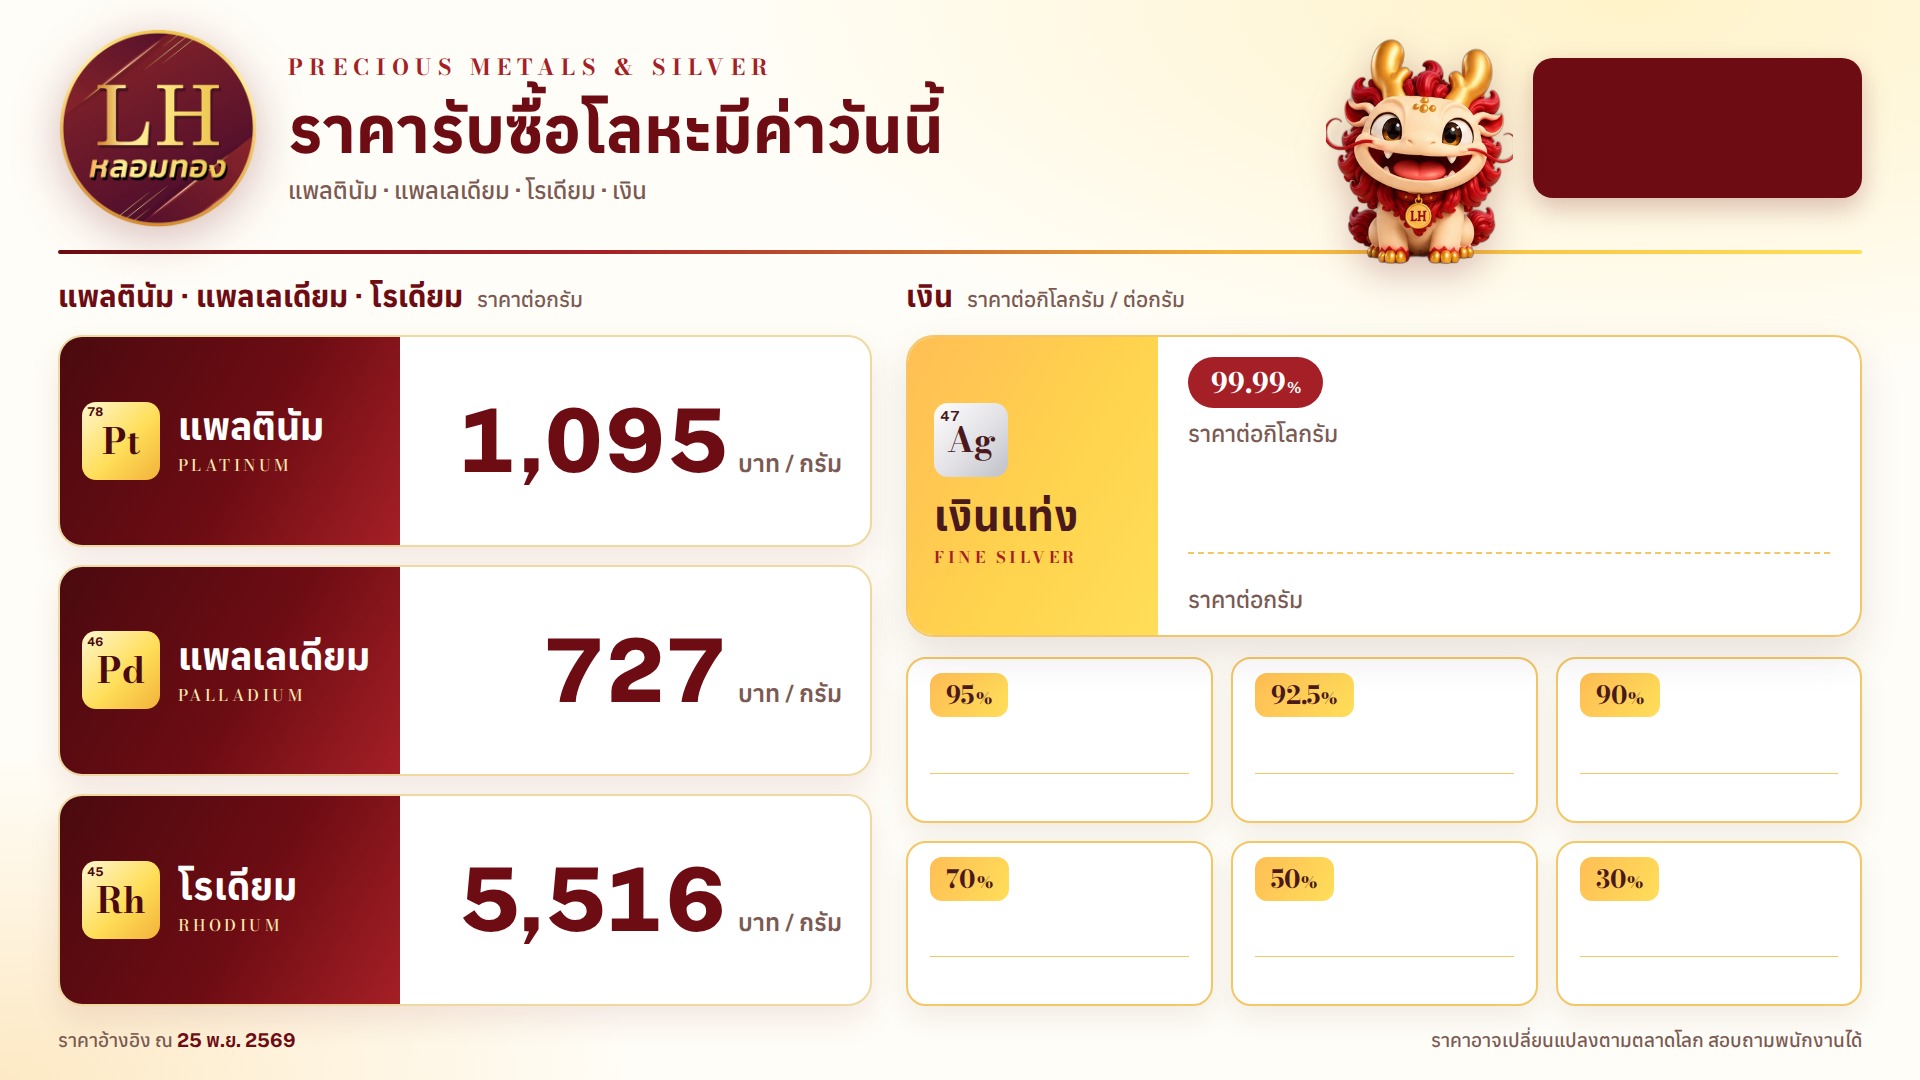 LH
หลอมทอง
PRECIOUS METALS & SILVER
ราคารับซื้อโลหะมีค่าวันนี้
แพลตินัม · แพลเลเดียม · โรเดียม · เงิน
LH
แพลตินัม · แพลเลเดียม · โรเดียม ราคาต่อกรัม
78
Pt
แพลตินัม
PLATINUM
1,095 บาท / กรัม
46
Pd
แพลเลเดียม
PALLADIUM
727 บาท / กรัม
45
Rh
โรเดียม
RHODIUM
5,516 บาท / กรัม
เงิน ราคาต่อกิโลกรัม / ต่อกรัม
47
Ag
เงินแท่ง
FINE SILVER
99.99%
ราคาต่อกิโลกรัม
ราคาต่อกรัม
95%
92.5%
90%
70%
50%
30%
ราคาอ้างอิง ณ 25 พ.ย. 2569
ราคาอาจเปลี่ยนแปลงตามตลาดโลก สอบถามพนักงานได้